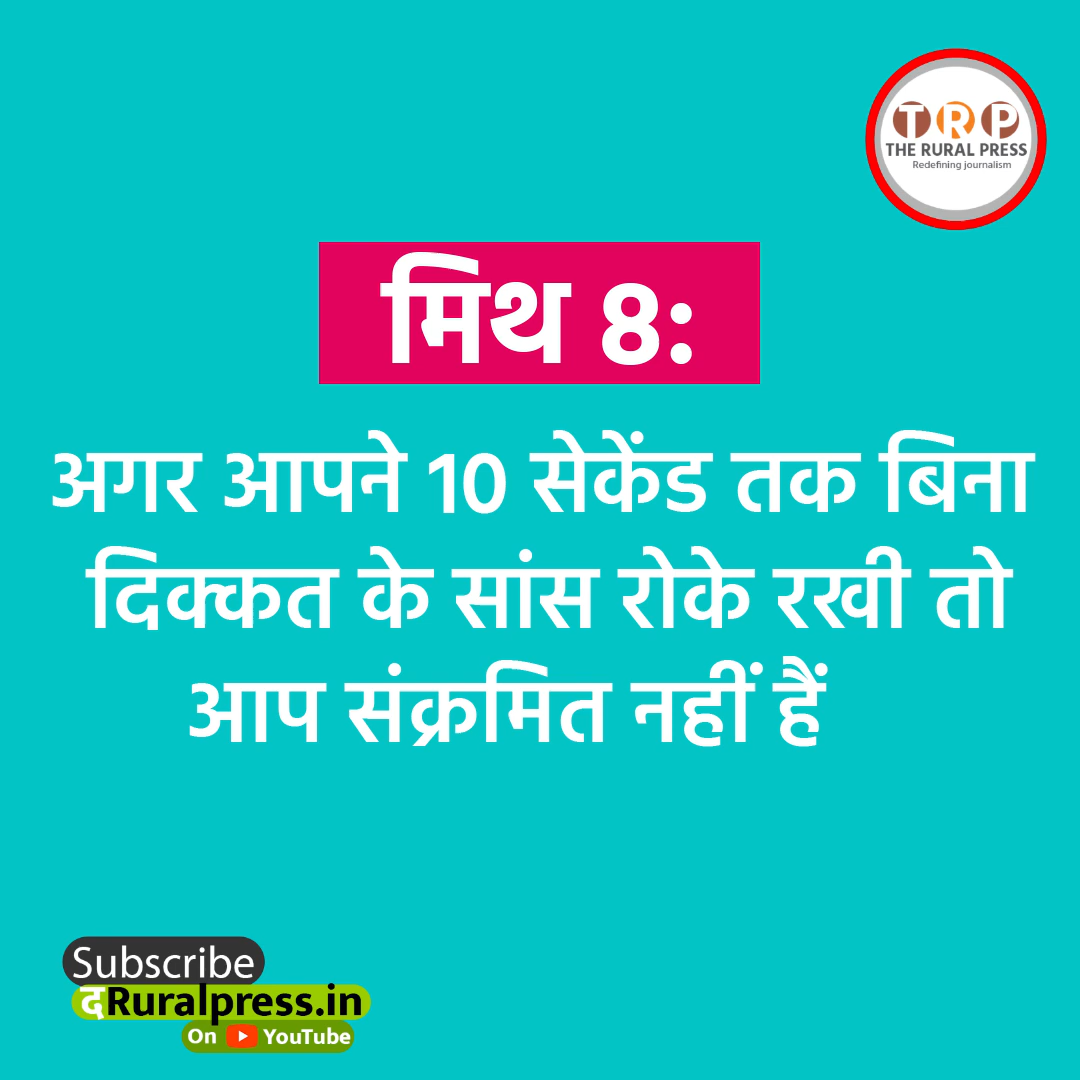 TRP
THE RURAL PRESS
Redefining journalism
मिथ 8:
अगर आपने 10 सेकेंड तक बिना
दिक्कत के सांस रोके रखी तो
आप संक्रमित नहीं हैं
Subscribe
दRuralpress.in
On YouTube